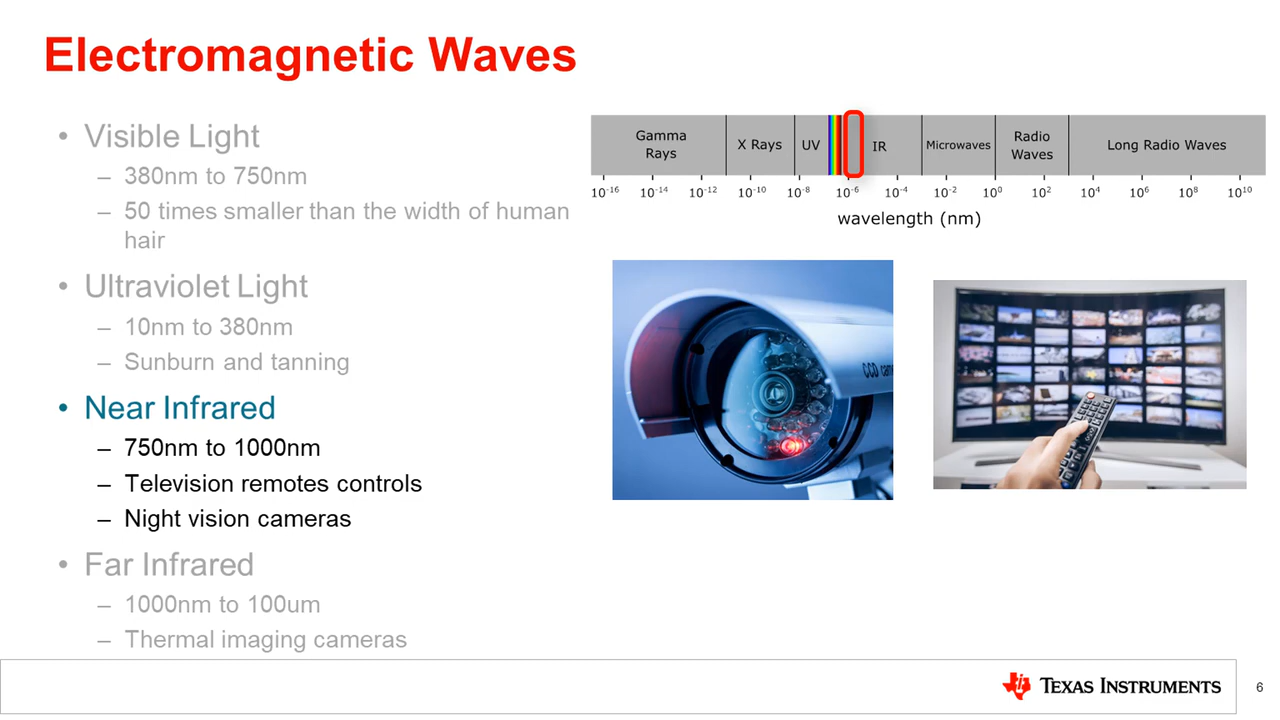 Electromagnetic Waves
• Visible Light
– 380nm to 750nm
– 50 times smaller than the width of human
hair
• Ultraviolet Light
– 10nm to 380nm
– Sunburn and tanning
• Near Infrared
– 750nm to 1000nm
– Television remotes controls
– Night vision cameras
• Far Infrared
– 1000nm to 100um
– Thermal imaging cameras
Gamma
Rays
X Rays
UV
IR
Microwaves
Radio
Waves
Long Radio Waves
10⁻¹⁶ 10⁻¹⁴ 10⁻¹² 10⁻¹⁰ 10⁻⁸ 10⁻⁶ 10⁻⁴ 10⁻² 10⁰ 10² 10⁴ 10⁶ 10⁸ 10¹⁰
wavelength (nm)
CCD
TEXAS INSTRUMENTS
6